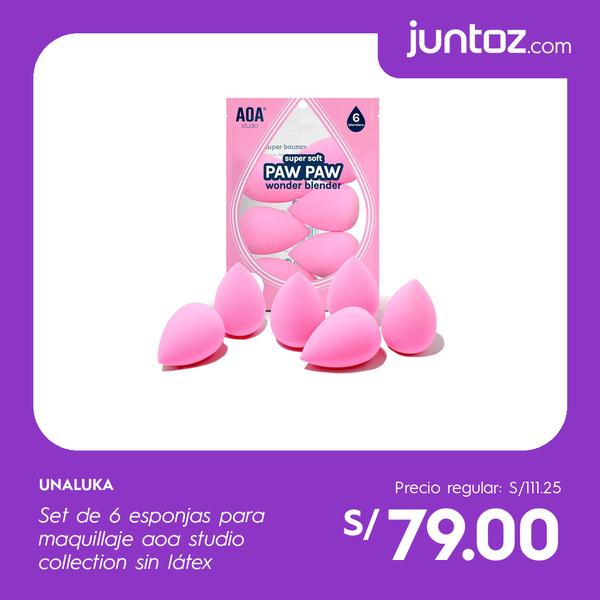 juntoz.com
AOA®
studio
6
blenders
super bouncy
super soft
PAW PAW
wonder blender
UNALUKA
Set de 6 esponjas para
maquillaje aoa studio
collection sin látex
Precio regular: S/111.25
S/79.00